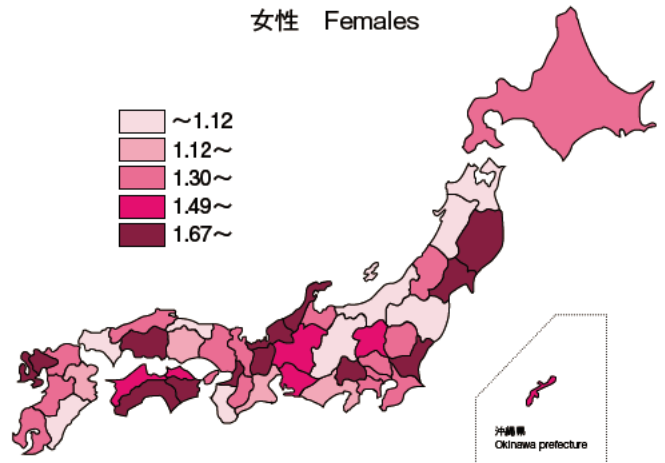 女性 Females
～1.12
1.12～
1.30～
1.49～
1.67～
沖縄県
Okinawa prefecture